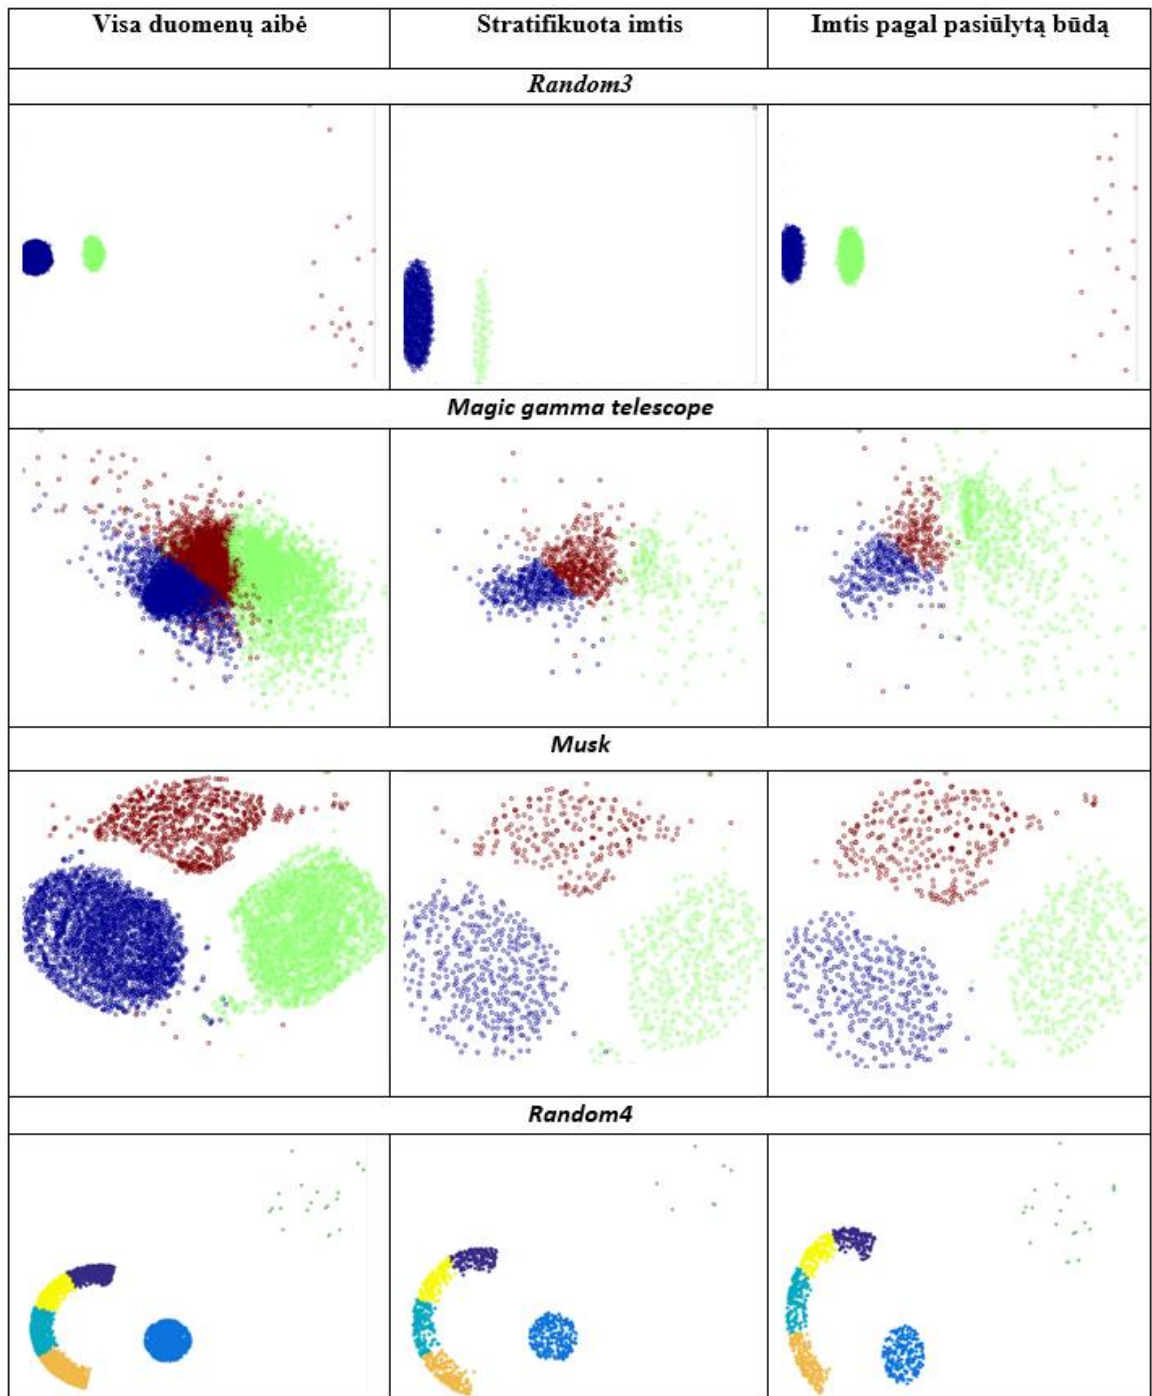 Visa duomenų aibė
Stratifikuota imtis
Imtis pagal pasiūlytą būdą
Random3
Magic gamma telescope
Musk
Random4